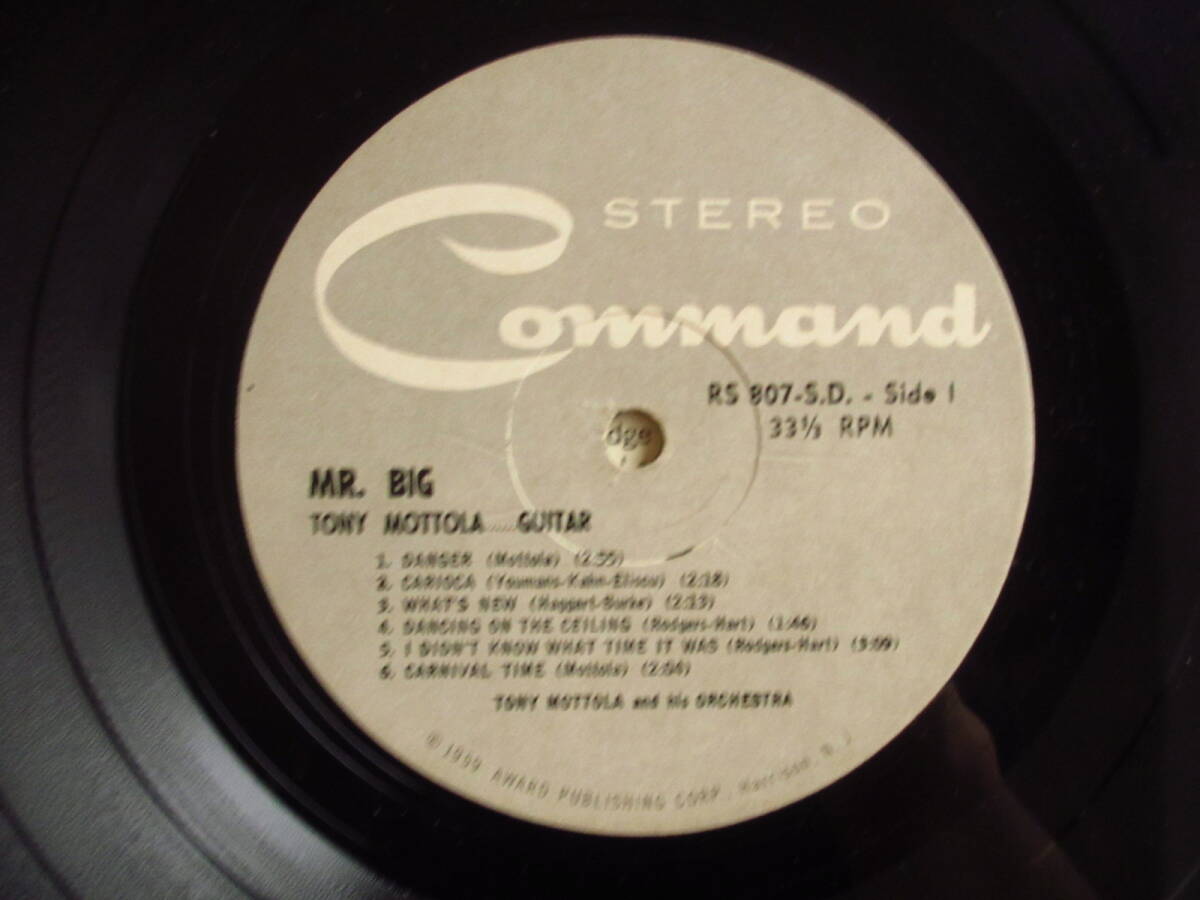 STEREO
Command
RS 807-S.D. - Side 1
33⅓ RPM
dge
MR. BIG
TONY MOTTOLA ...... GUITAR
1. DANGER (Mottola) (2:55)
2. CARIOCA (Youmans-Kahn-Eliscu) (2:18)
3. WHAT'S NEW (Haggart-Burke) (2:13)
4. DANCING ON THE CEILING (Rodgers-Hart) (1:46)
5. I DIDN'T KNOW WHAT TIME IT WAS (Rodgers-Hart) (3:09)
6. CARNIVAL TIME (Mottola) (2:04)
TONY MOTTOLA and his ORCHESTRA
© 1959 AWARD PUBLISHING CORP., Harrison, N. J.